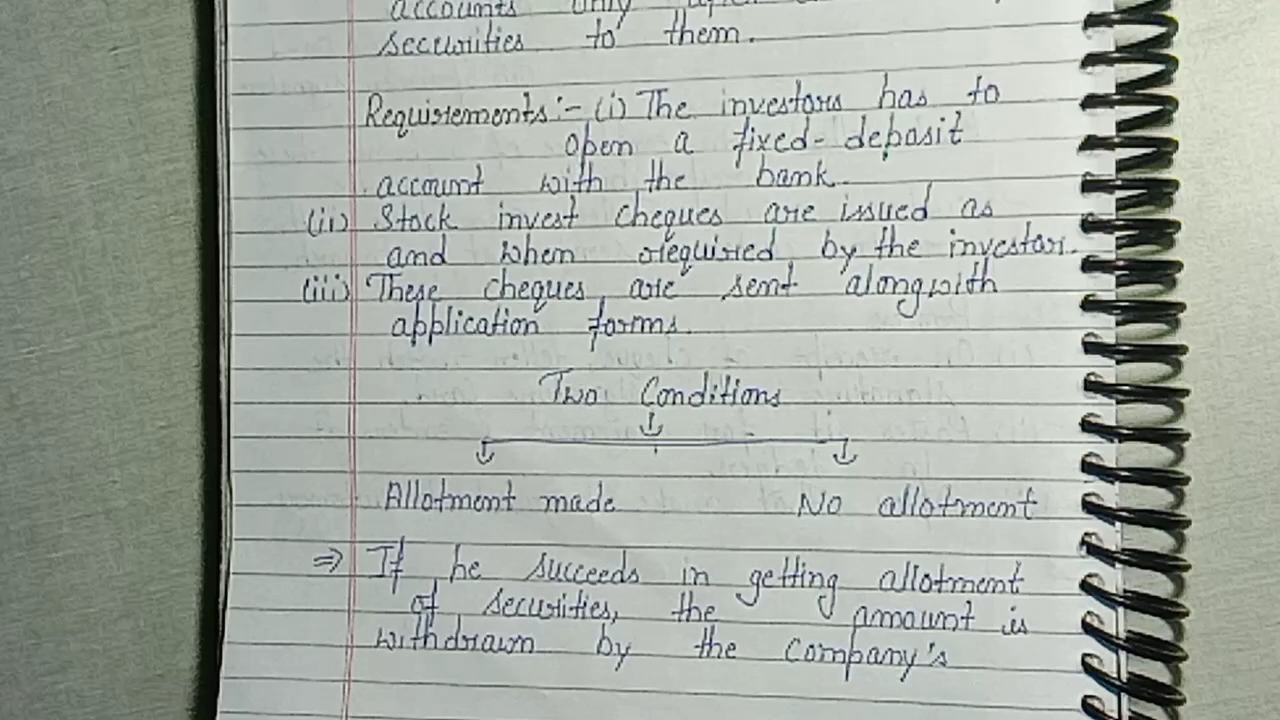 accounts only
securities to them.
Requirements :- (i) The investors has to
open a fixed-deposit
account with the bank.
(ii) Stock invest cheques are issued as
and when required by the investor.
(iii) These cheques are sent alongwith
application forms.
Two Conditions
Allotment made No allotment
⇒ If he succeeds in getting allotment
of securities, the amount is
withdrawn by the company's